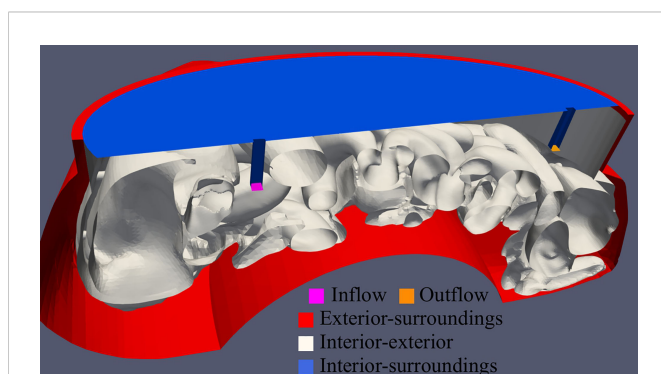 Inflow Outflow
Exterior-surroundings
Interior-exterior
Interior-surroundings